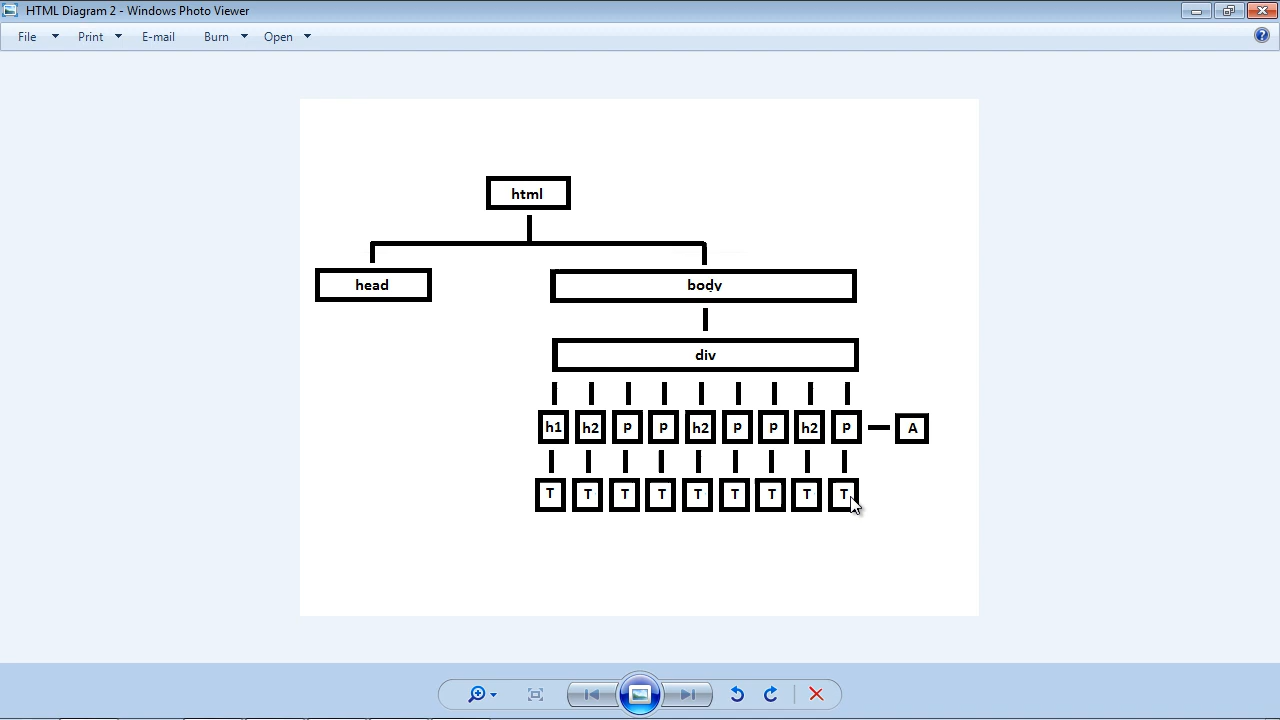 HTML Diagram 2 - Windows Photo Viewer
File Print E-mail Burn Open
html
head body
div
h1 h2 p p h2 p p h2 p A
T T T T T T T T T